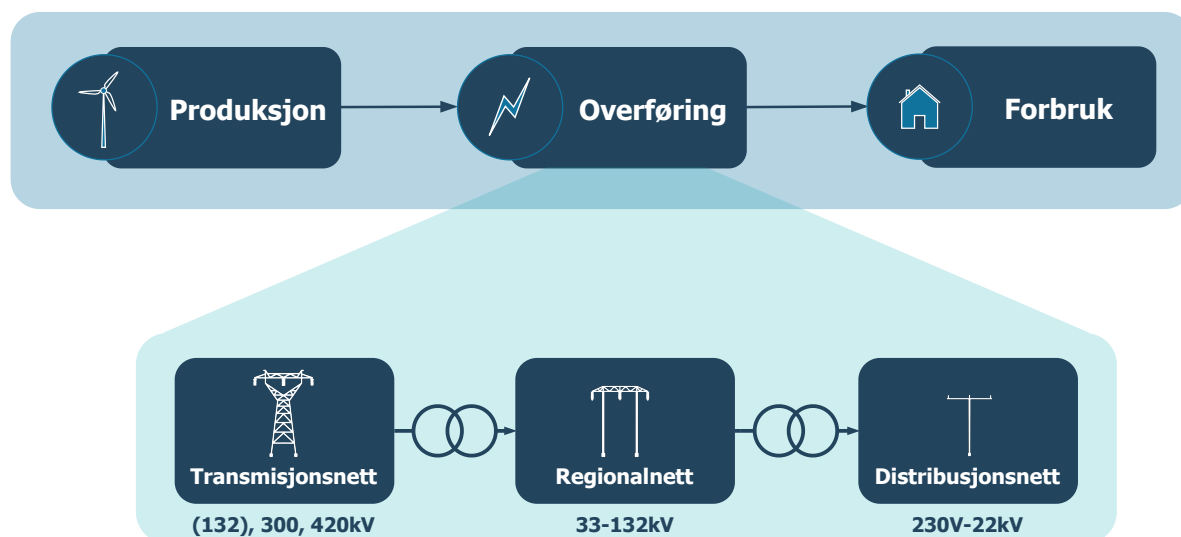 Produksjon
Overføring
Forbruk
Transmisjonsnett
Regionalnett
Distribusjonsnett
(132), 300, 420kV
33-132kV
230V-22kV